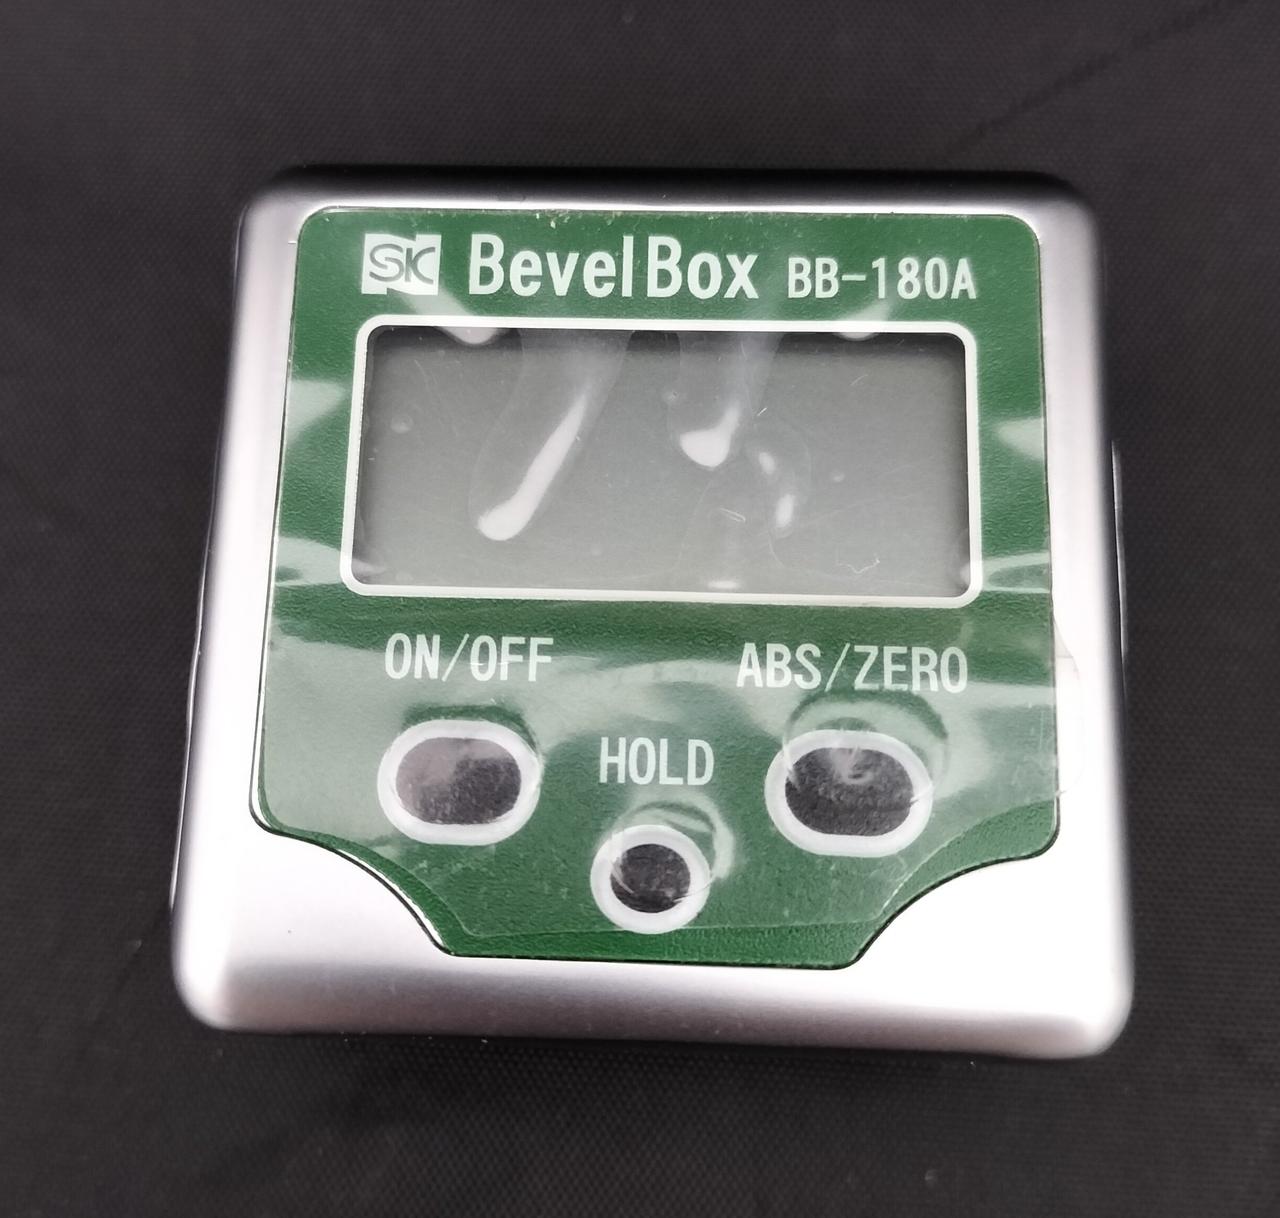 SK BevelBox BB-180A
ON/OFF
ABS/ZERO
HOLD